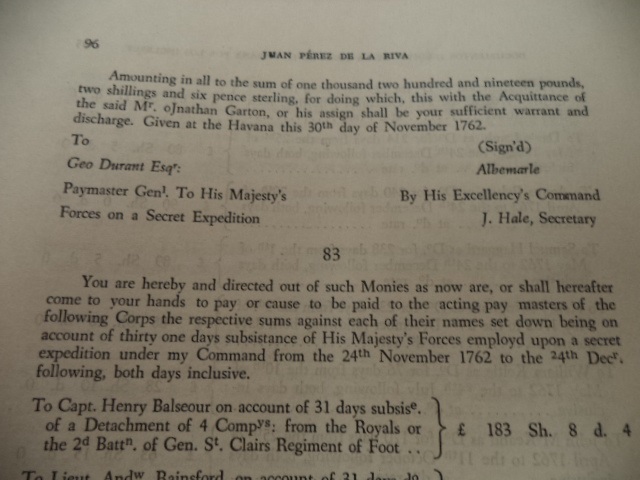 96
JUAN PÉREZ DE LA RIVA
Amounting in all to the sum of one thousand two hundred and nineteen pounds,
two shillings and six pence sterling, for doing which, this with the Acquittance of
the said Mr. oJnathan Garton, or his assign shall be your sufficient warrant and
discharge. Given at the Havana this 30th day of November 1762.
To (Sign'd)
Geo Durant Esqr: Albemarle
Paymaster Genl. To His Majesty's By His Excellency's Command
Forces on a Secret Expedition J. Hale, Secretary
83
You are hereby and directed out of such Monies as now are, or shall hereafter
come to your hands to pay or cause to be paid to the acting pay masters of the
following Corps the respective sums against each of their names set down being on
account of thirty one days subsistance of His Majesty's Forces employd upon a secret
expedition under my Command from the 24th November 1762 to the 24th Decr.
following, both days inclusive.
To Capt. Henry Balseour on account of 31 days subsise.
of a Detachment of 4 Compys: from the Royals or } £ 183 Sh. 8 d. 4
the 2d Battn. of Gen. St. Clairs Regiment of Foot ..
To Lieut. Andw Rainsford, on account of 31 days do